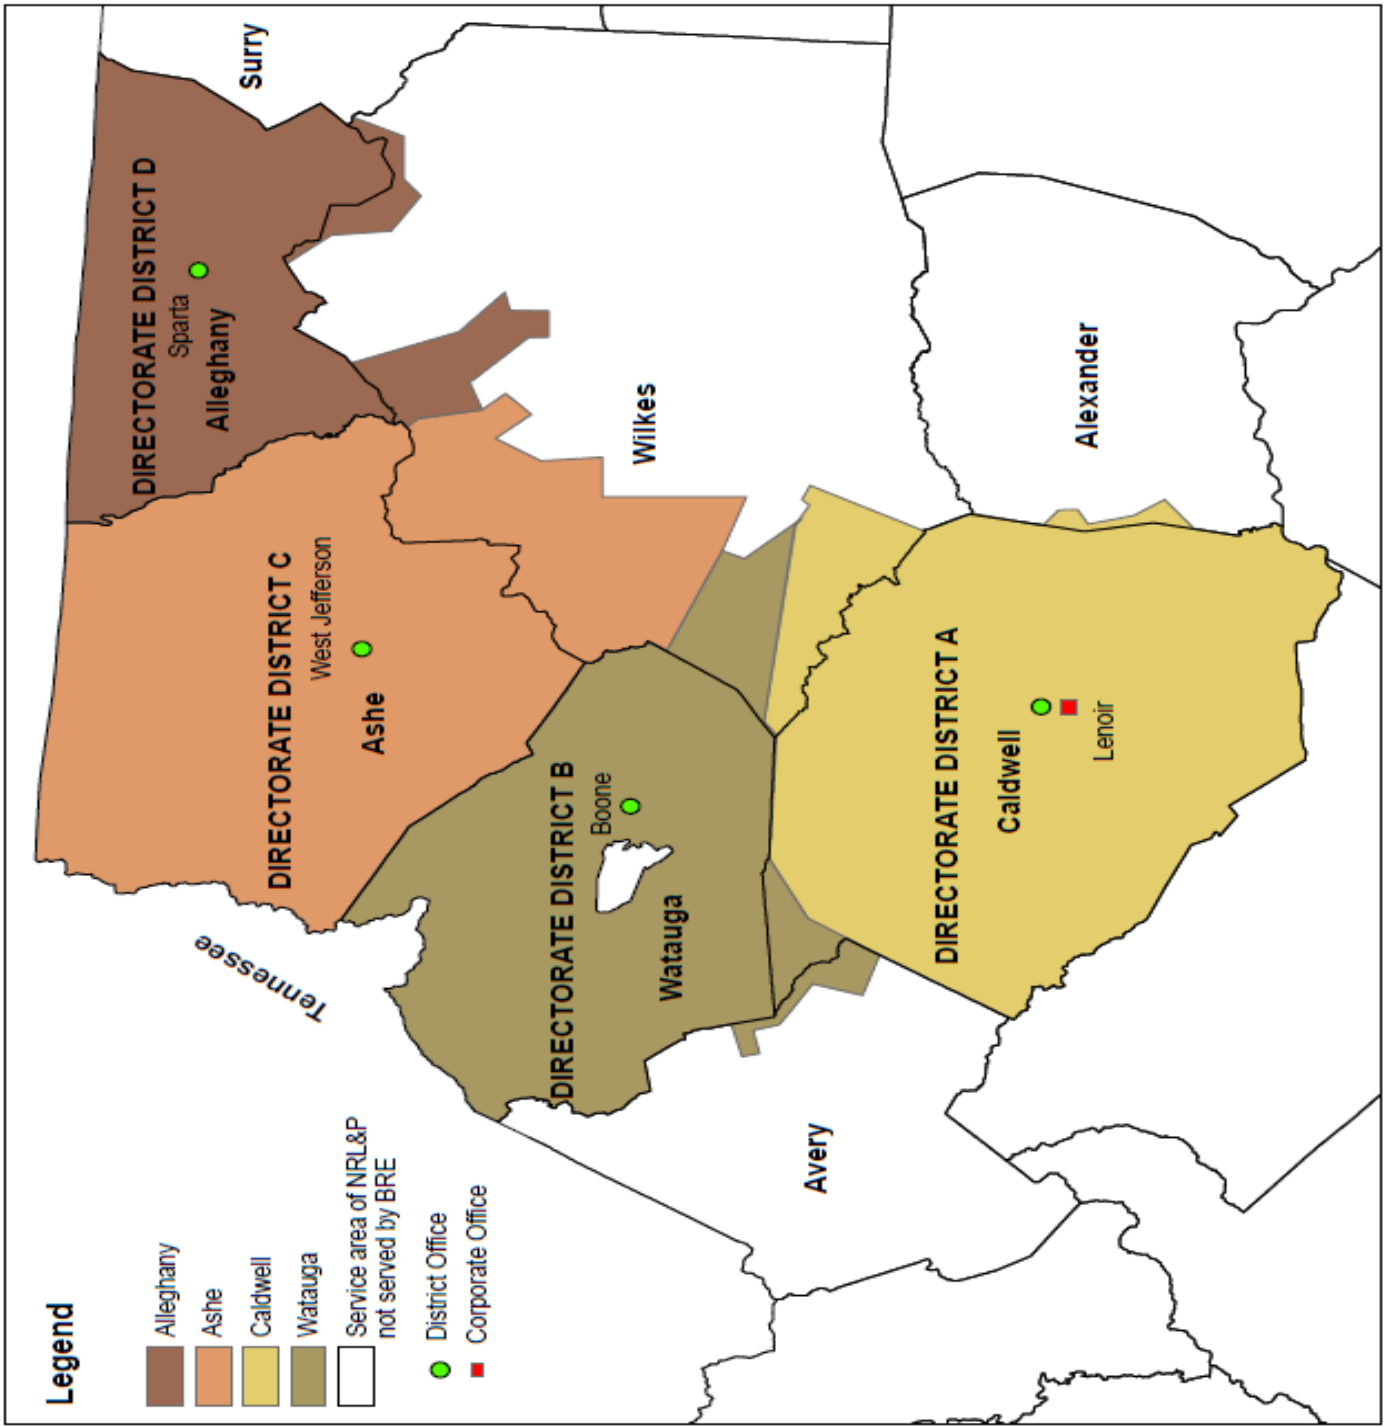 Legend
Alleghany
Ashe
Caldwell
Watauga
Service area of NRL&P
not served by BRE
District Office
Corporate Office
Tennessee
DIRECTORATE DISTRICT D
Sparta
Alleghany
Surry
DIRECTORATE DISTRICT C
West Jefferson
Ashe
DIRECTORATE DISTRICT B
Boone
Watauga
Wilkes
Avery
DIRECTORATE DISTRICT A
Caldwell
Lenoir
Alexander